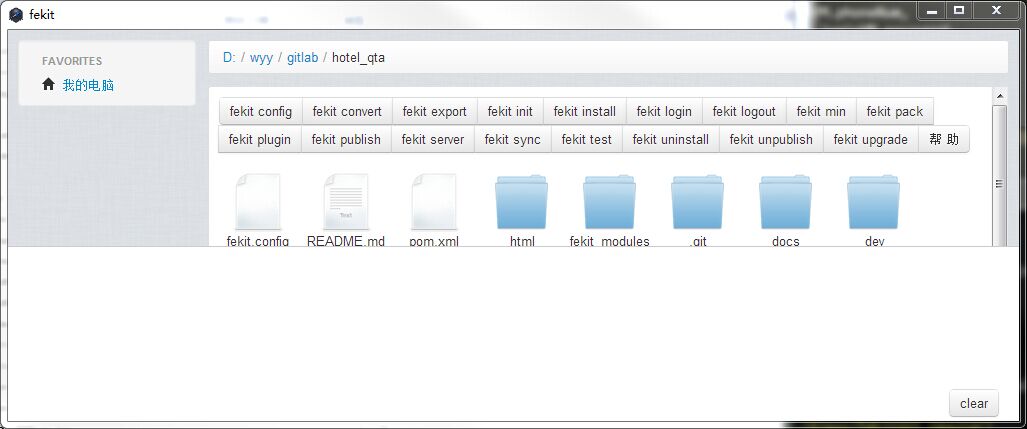 fekit
FAVORITES
我的电脑
D: / wyy / gitlab / hotel_qta
fekit config fekit convert fekit export fekit init fekit install fekit login fekit logout fekit min fekit pack
fekit plugin fekit publish fekit server fekit sync fekit test fekit uninstall fekit unpublish fekit upgrade 帮 助
Text
fekit.config README.md pom.xml html fekit_modules .git docs dev
clear